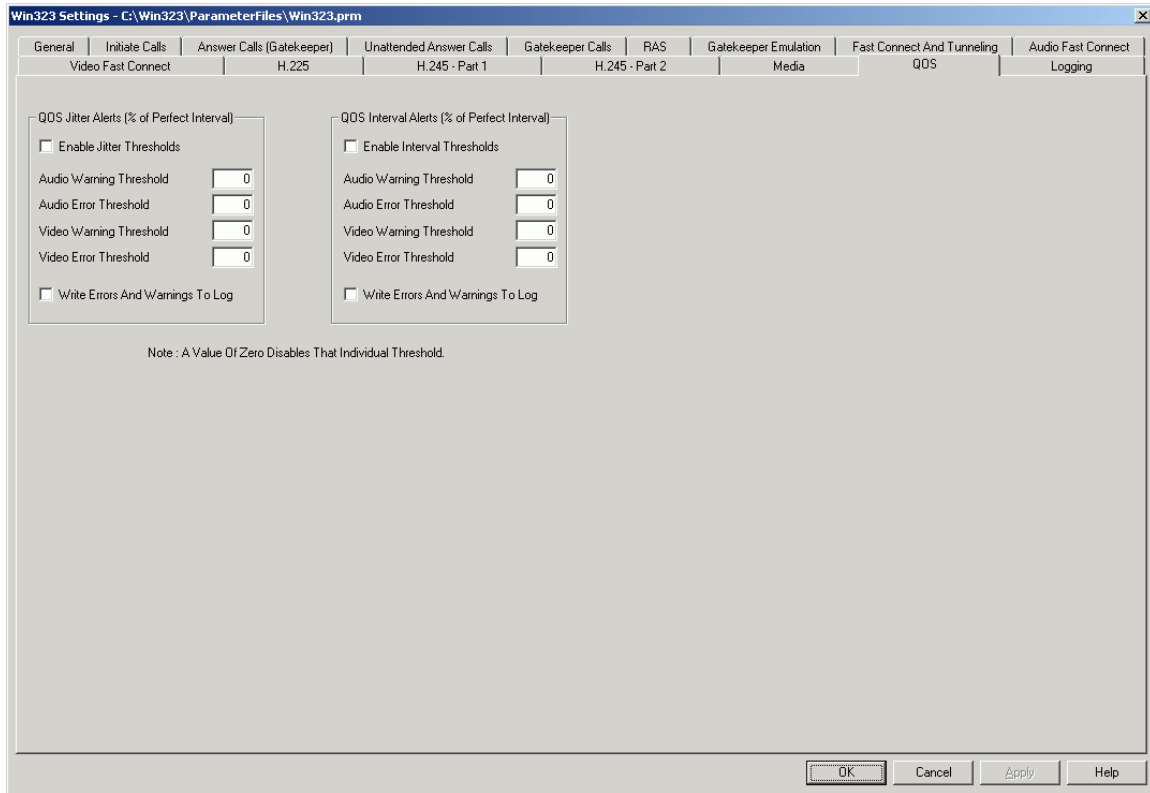 Win323 Settings - C:\Win323\ParameterFiles\Win323.prm
General
Initiate Calls
Answer Calls (Gatekeeper)
Unattended Answer Calls
Gatekeeper Calls
RAS
Gatekeeper Emulation
Fast Connect And Tunneling
Audio Fast Connect
Video Fast Connect
H.225
H.245 - Part 1
H.245 - Part 2
Media
QOS
Logging
QOS Jitter Alerts (% of Perfect Interval)
Enable Jitter Thresholds
Audio Warning Threshold 0
Audio Error Threshold 0
Video Warning Threshold 0
Video Error Threshold 0
Write Errors And Warnings To Log
QOS Interval Alerts (% of Perfect Interval)
Enable Interval Thresholds
Audio Warning Threshold 0
Audio Error Threshold 0
Video Warning Threshold 0
Video Error Threshold 0
Write Errors And Warnings To Log
Note : A Value Of Zero Disables That Individual Threshold.
OK
Cancel
Apply
Help